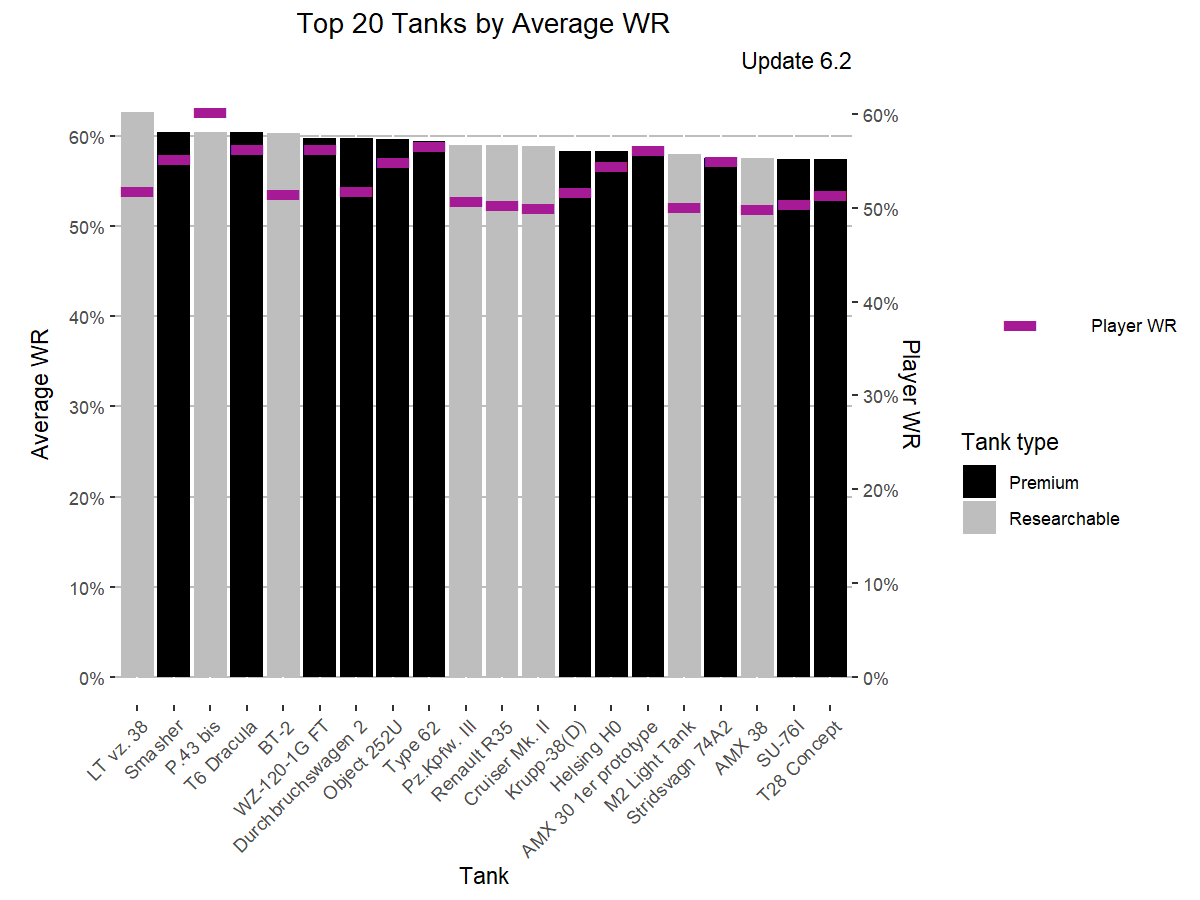 Top 20 Tanks by Average WR
Update 6.2
Average WR
60%
50%
40%
30%
20%
10%
0%
60%
50%
40%
30%
20%
10%
0%
Player WR
LT vz. 38
Smasher
P.43 bis
T6 Dracula
BT-2
WZ-120-1G FT
Durchbruchswagen 2
Object 252U
Type 62
Pz.Kpfw. III
Renault R35
Cruiser Mk. II
Krupp-38(D)
Helsing H0
AMX 30 1er prototype
M2 Light Tank
Stridsvagn 74A2
AMX 38
SU-76I
T28 Concept
Tank
Player WR
Tank type
Premium
Researchable